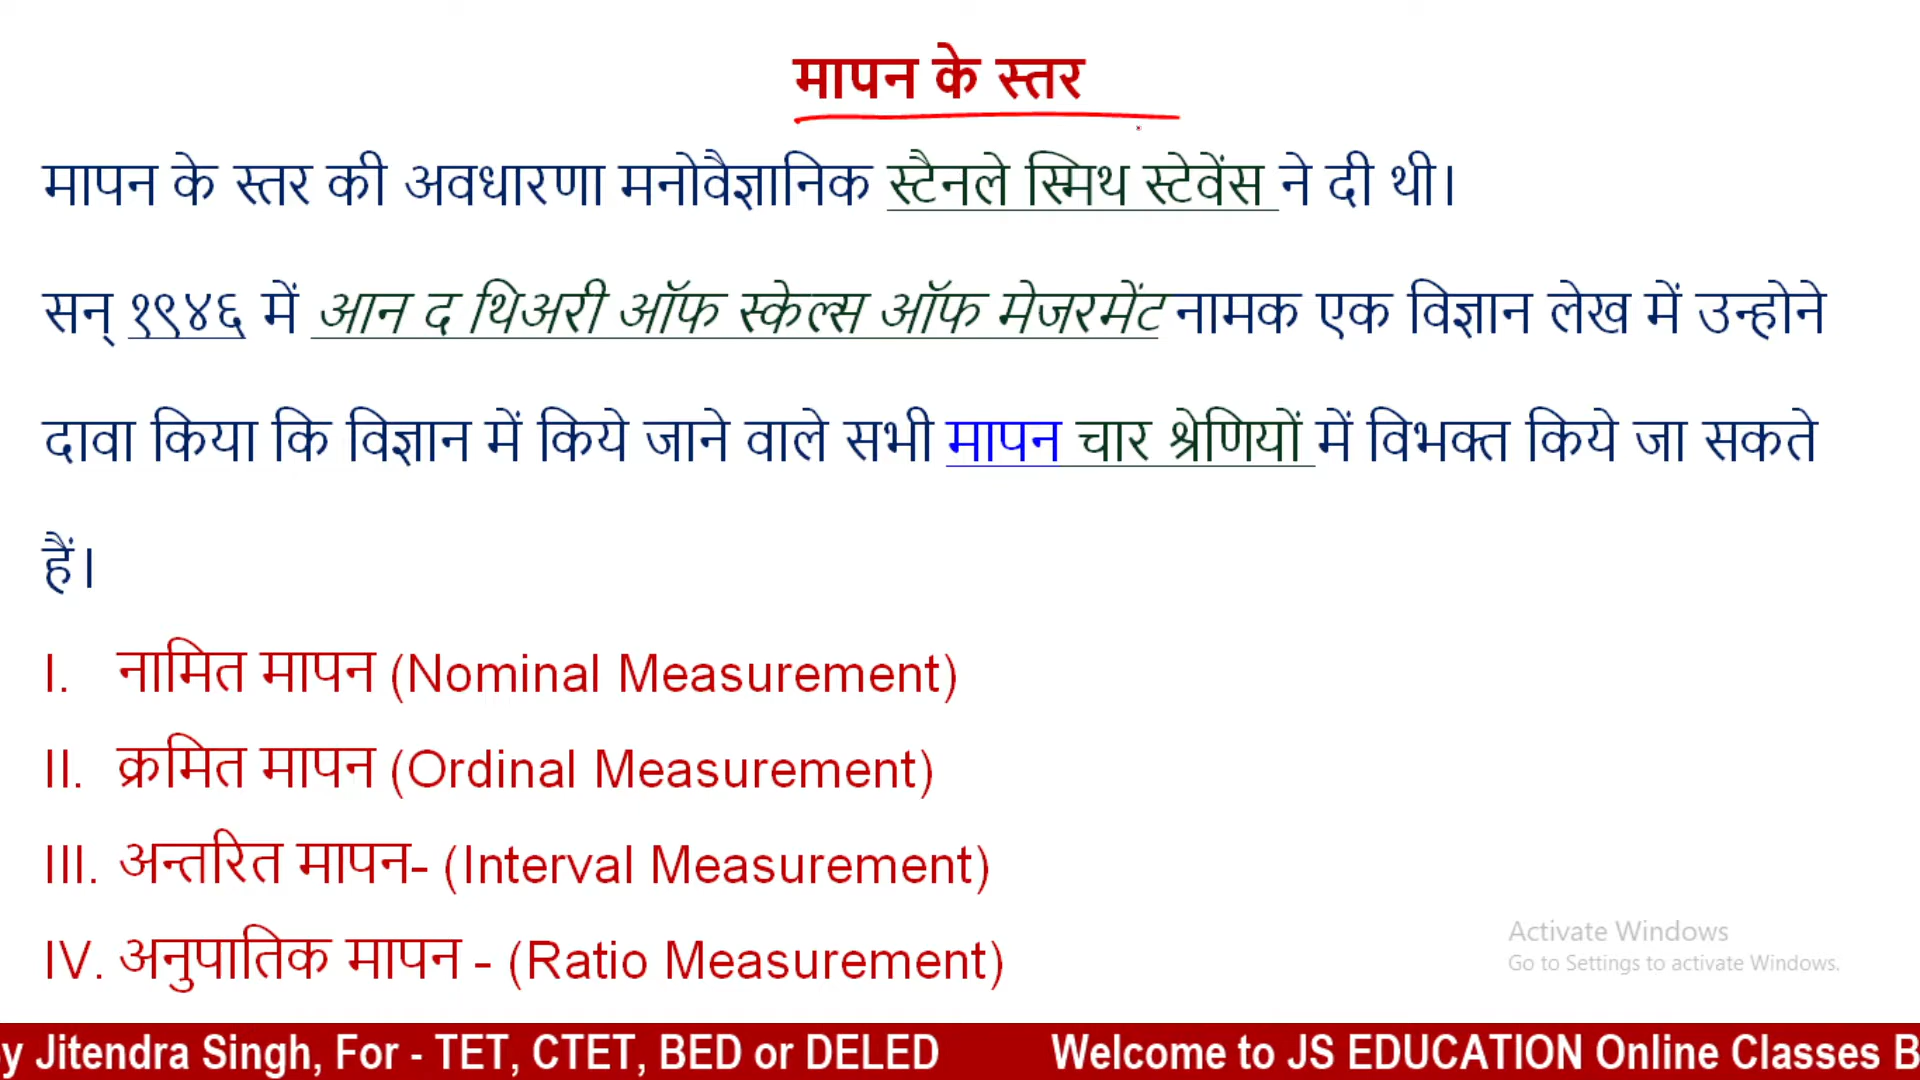 मापन के स्तर
मापन के स्तर की अवधारणा मनोवैज्ञानिक स्टैनले स्मिथ स्टेवेंस ने दी थी।
सन् १९४६ में आन द थिअरी ऑफ स्केल्स ऑफ मेजरमेंट नामक एक विज्ञान लेख में उन्होने
दावा किया कि विज्ञान में किये जाने वाले सभी मापन चार श्रेणियों में विभक्त किये जा सकते
हैं।
I. नामित मापन (Nominal Measurement)
II. क्रमित मापन (Ordinal Measurement)
III. अन्तरित मापन- (Interval Measurement)
IV. अनुपातिक मापन - (Ratio Measurement)
Activate Windows
Go to Settings to activate Windows.
y Jitendra Singh, For - TET, CTET, BED or DELED Welcome to JS EDUCATION Online Classes B